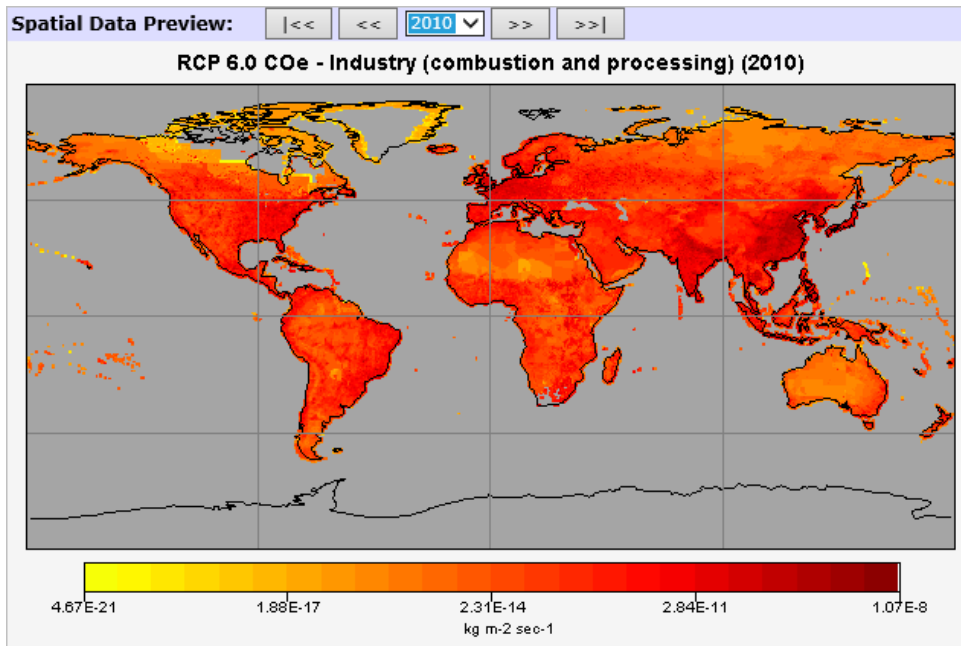 Spatial Data Preview: |<< << 2010 >> >>|
RCP 6.0 COe - Industry (combustion and processing) (2010)
4.67E-21 1.88E-17 2.31E-14 2.84E-11 1.07E-8
kg m-2 sec-1